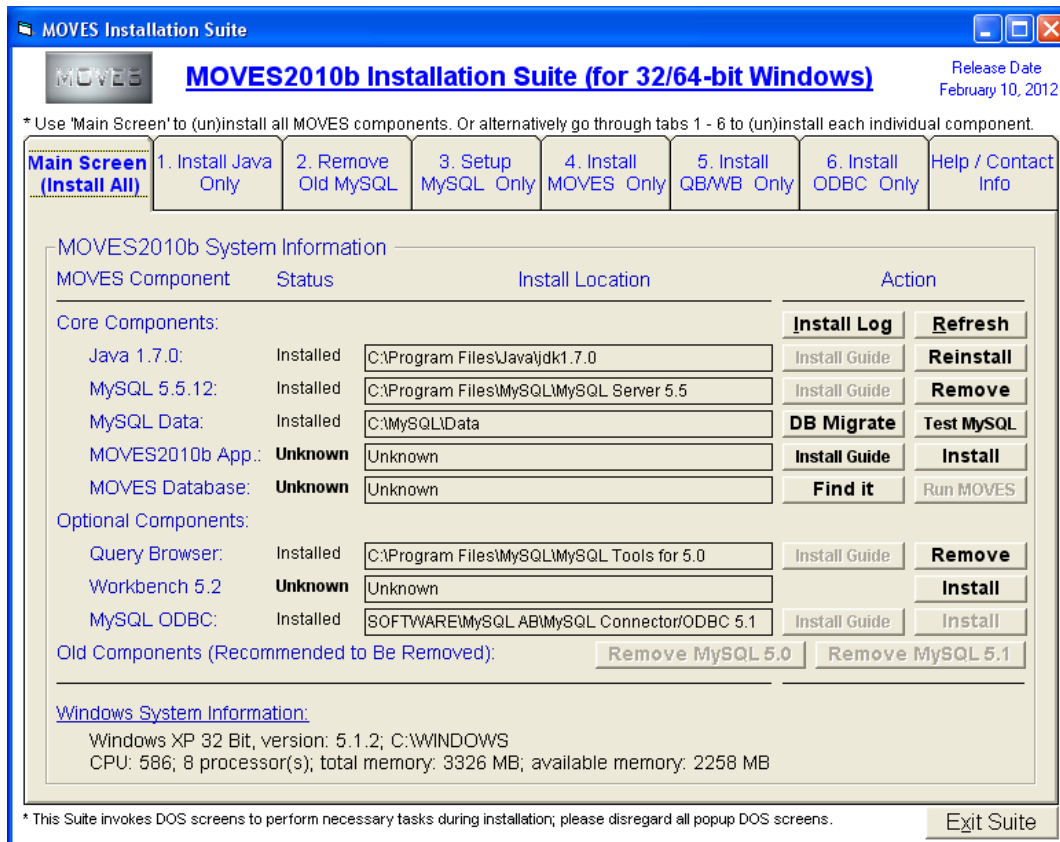 MOVES Installation Suite
MOVES
MOVES2010b Installation Suite (for 32/64-bit Windows)
Release Date
February 10, 2012
* Use 'Main Screen' to (un)install all MOVES components. Or alternatively go through tabs 1 - 6 to (un)install each individual component.
Main Screen (Install All)
1. Install Java Only
2. Remove Old MySQL
3. Setup MySQL Only
4. Install MOVES Only
5. Install QB/WB Only
6. Install ODBC Only
Help / Contact Info
MOVES2010b System Information
MOVES Component Status Install Location Action
Core Components: Install Log Refresh
Java 1.7.0: Installed C:\Program Files\Java\jdk1.7.0 Install Guide Reinstall
MySQL 5.5.12: Installed C:\Program Files\MySQL\MySQL Server 5.5 Install Guide Remove
MySQL Data: Installed C:\MySQL\Data DB Migrate Test MySQL
MOVES2010b App.: Unknown Unknown Install Guide Install
MOVES Database: Unknown Unknown Find it Run MOVES
Optional Components:
Query Browser: Installed C:\Program Files\MySQL\MySQL Tools for 5.0 Install Guide Remove
Workbench 5.2 Unknown Unknown Install
MySQL ODBC: Installed SOFTWARE\MySQL AB\MySQL Connector/ODBC 5.1 Install Guide Install
Old Components (Recommended to Be Removed): Remove MySQL 5.0 Remove MySQL 5.1
Windows System Information:
Windows XP 32 Bit, version: 5.1.2; C:\WINDOWS
CPU: 586; 8 processor(s); total memory: 3326 MB; available memory: 2258 MB
* This Suite invokes DOS screens to perform necessary tasks during installation; please disregard all popup DOS screens.
Exit Suite